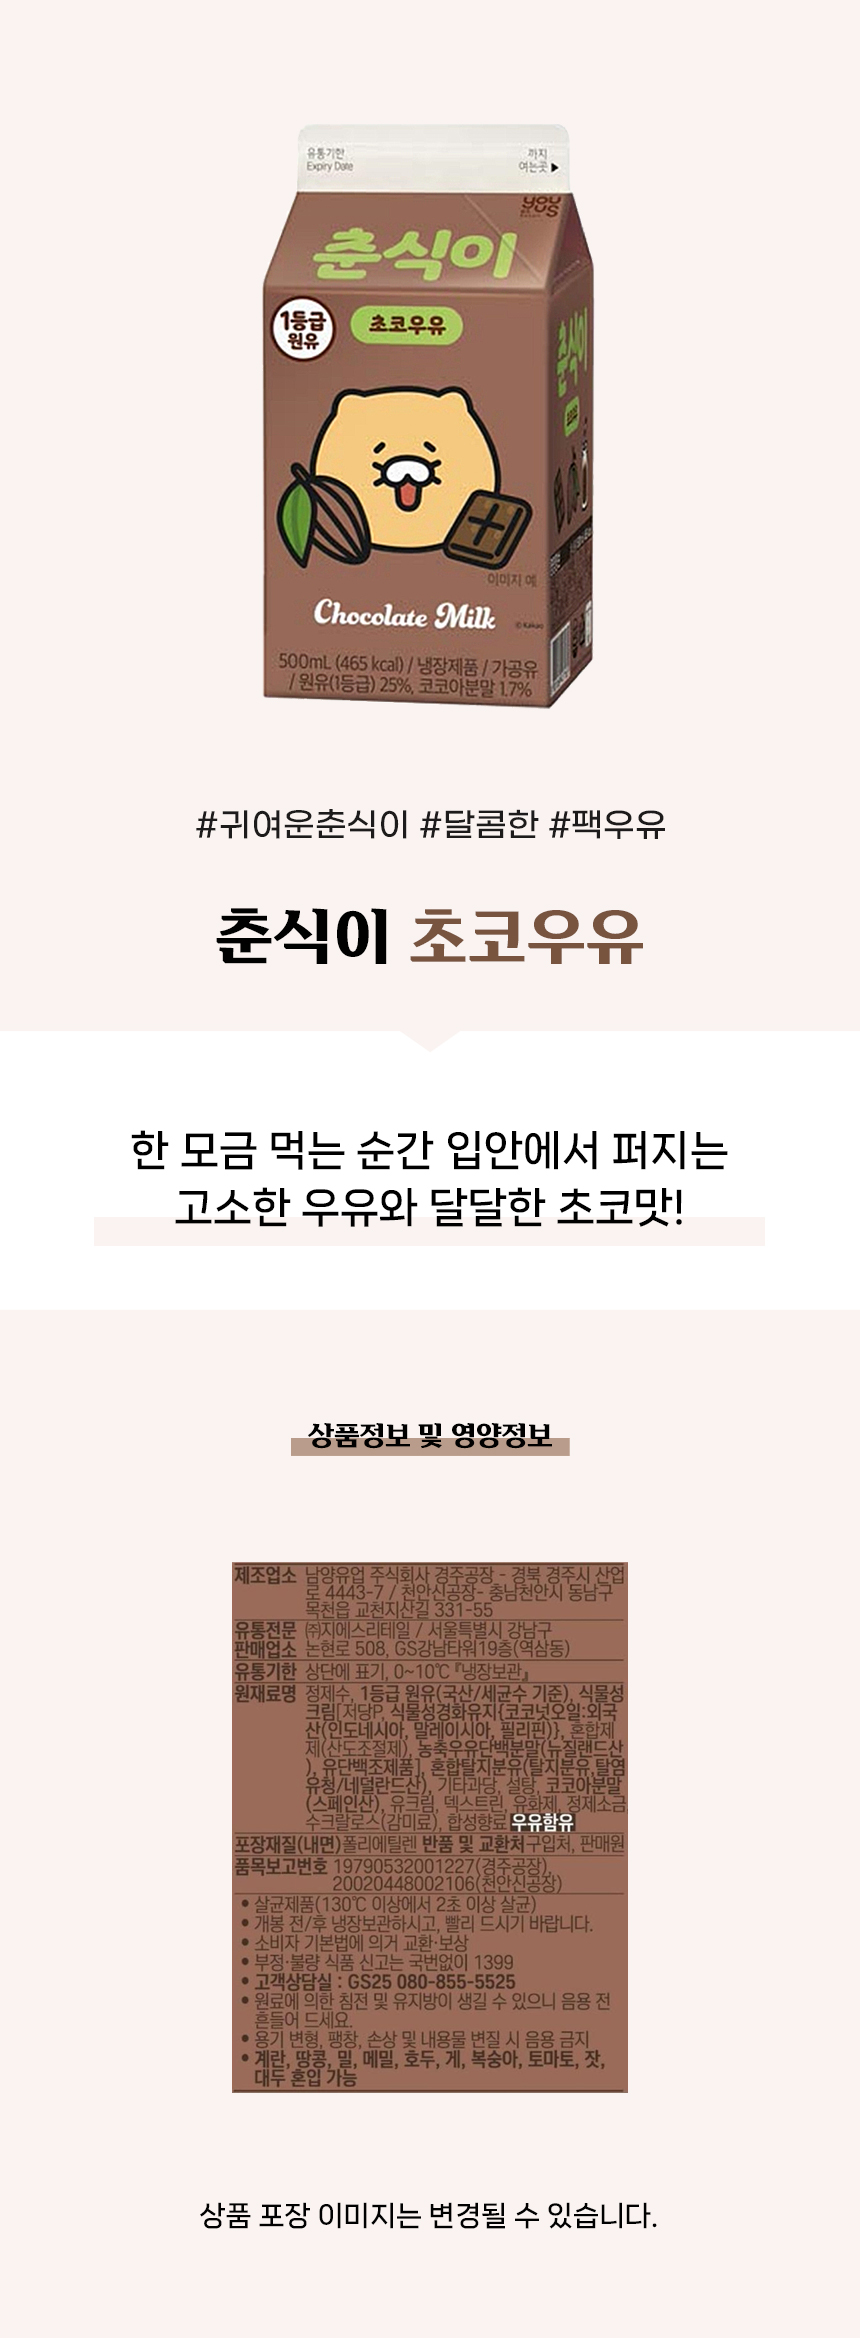 유통기한
Expiry Date
까지
여는곳 ▶
you
us
춘식이
1등급
원유
초코우유
춘식이
이미지 예
Chocolate Milk
© Kakao
500mL (465 kcal) / 냉장제품 / 가공유
/ 원유(1등급) 25%, 코코아분말 1.7%
#귀여운춘식이 #달콤한 #팩우유
춘식이 초코우유
한 모금 먹는 순간 입안에서 퍼지는
고소한 우유와 달달한 초코맛!
상품정보 및 영양정보
제조업소 남양유업 주식회사 경주공장 - 경북 경주시 산업
로 4443-7 / 천안신공장- 충남천안시 동남구
목천읍 교천지산길 331-55
유통전문 ㈜지에스리테일 / 서울특별시 강남구
판매업소 논현로 508, GS강남타워19층(역삼동)
유통기한 상단에 표기, 0~10℃ 『냉장보관』
원재료명 정제수, 1등급 원유(국산/세균수 기준), 식물성
크림[저당P, 식물성경화유지{코코넛오일:외국
산(인도네시아, 말레이시아, 필리핀)}, 혼합제
제(산도조절제), 농축우유단백분말(뉴질랜드산
), 유단백조제품], 혼합탈지분유(탈지분유,탈염
유청/네덜란드산), 기타과당, 설탕, 코코아분말
(스페인산), 유크림, 덱스트린, 유화제, 정제소금
수크랄로스(감미료), 합성향료 우유함유
포장재질(내면)폴리에틸렌 반품 및 교환처구입처, 판매원
품목보고번호 19790532001227(경주공장),
20020448002106(천안신공장)
• 살균제품(130℃ 이상에서 2초 이상 살균)
• 개봉 전/후 냉장보관하시고, 빨리 드시기 바랍니다.
• 소비자 기본법에 의거 교환·보상
• 부정·불량 식품 신고는 국번없이 1399
• 고객상담실 : GS25 080-855-5525
• 원료에 의한 침전 및 유지방이 생길 수 있으니 음용 전
흔들어 드세요.
• 용기 변형, 팽창, 손상 및 내용물 변질 시 음용 금지
• 계란, 땅콩, 밀, 메밀, 호두, 게, 복숭아, 토마토, 잣,
대두 혼입 가능
상품 포장 이미지는 변경될 수 있습니다.